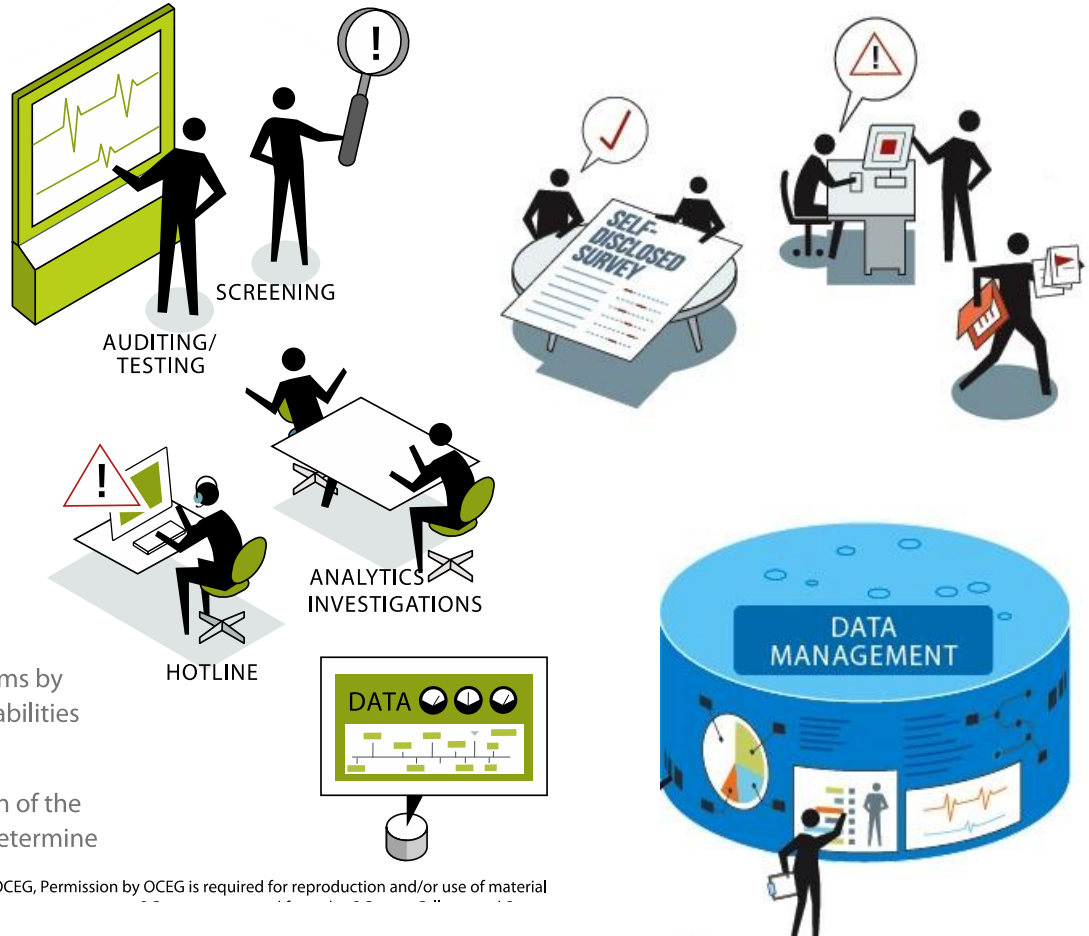 !
SCREENING
AUDITING/
TESTING
!
SELF-
DISCLOSED
SURVEY
!
ANALYTICS
INVESTIGATIONS
HOTLINE
DATA
DATA
MANAGEMENT
ms by
abilities
n of the
etermine
OCEG, Permission by OCEG is required for reproduction and/or use of material